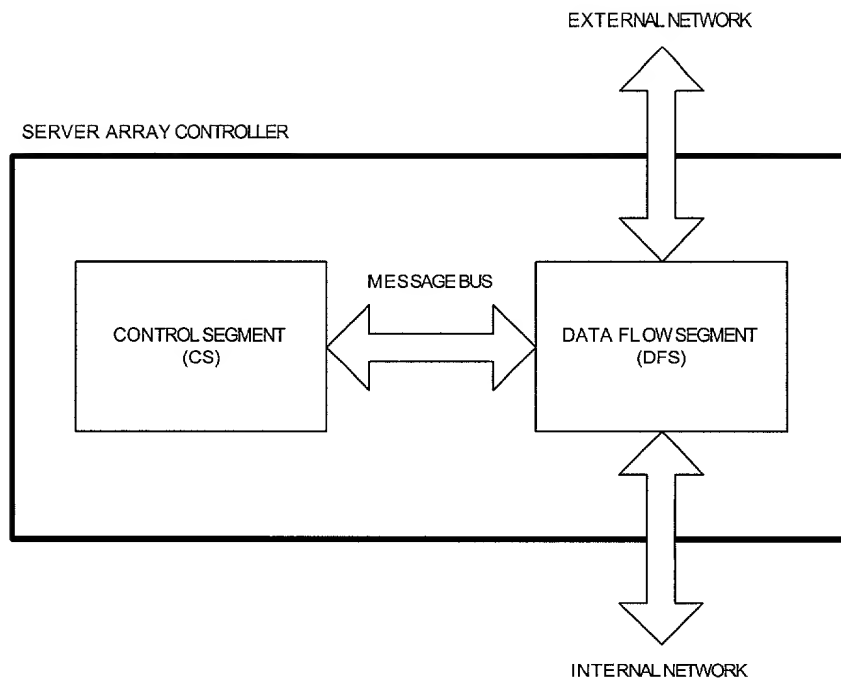 EXTERNAL NETWORK
SERVER ARRAY CONTROLLER
MESSAGE BUS
CONTROL SEGMENT
(CS)
DATA FLOW SEGMENT
(DFS)
INTERNAL NETWORK